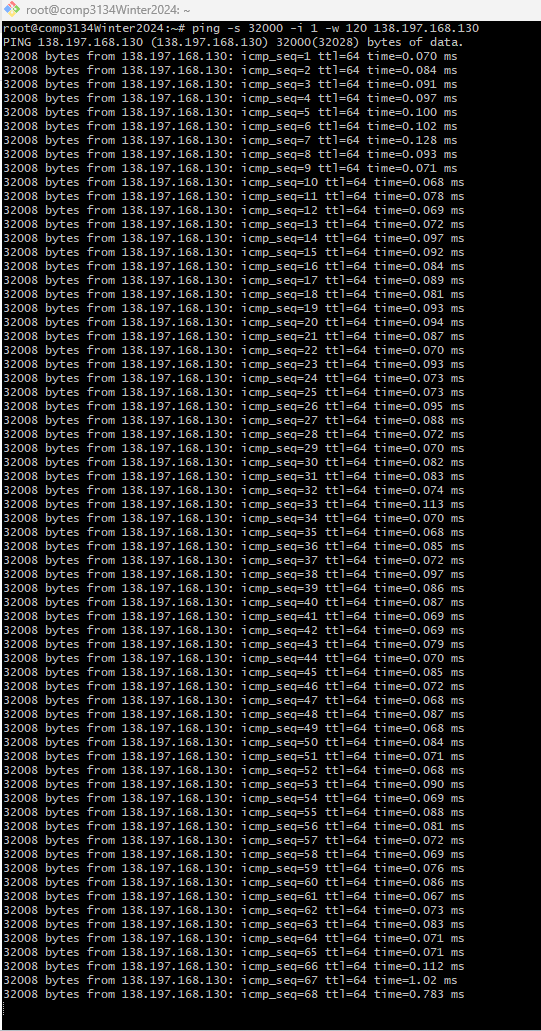 root@comp3134Winter2024: ~
root@comp3134Winter2024:~# ping -s 32000 -i 1 -w 120 138.197.168.130
PING 138.197.168.130 (138.197.168.130) 32000(32028) bytes of data.
32008 bytes from 138.197.168.130: icmp_seq=1 ttl=64 time=0.070 ms
32008 bytes from 138.197.168.130: icmp_seq=2 ttl=64 time=0.084 ms
32008 bytes from 138.197.168.130: icmp_seq=3 ttl=64 time=0.091 ms
32008 bytes from 138.197.168.130: icmp_seq=4 ttl=64 time=0.097 ms
32008 bytes from 138.197.168.130: icmp_seq=5 ttl=64 time=0.100 ms
32008 bytes from 138.197.168.130: icmp_seq=6 ttl=64 time=0.102 ms
32008 bytes from 138.197.168.130: icmp_seq=7 ttl=64 time=0.128 ms
32008 bytes from 138.197.168.130: icmp_seq=8 ttl=64 time=0.093 ms
32008 bytes from 138.197.168.130: icmp_seq=9 ttl=64 time=0.071 ms
32008 bytes from 138.197.168.130: icmp_seq=10 ttl=64 time=0.068 ms
32008 bytes from 138.197.168.130: icmp_seq=11 ttl=64 time=0.078 ms
32008 bytes from 138.197.168.130: icmp_seq=12 ttl=64 time=0.069 ms
32008 bytes from 138.197.168.130: icmp_seq=13 ttl=64 time=0.072 ms
32008 bytes from 138.197.168.130: icmp_seq=14 ttl=64 time=0.097 ms
32008 bytes from 138.197.168.130: icmp_seq=15 ttl=64 time=0.092 ms
32008 bytes from 138.197.168.130: icmp_seq=16 ttl=64 time=0.084 ms
32008 bytes from 138.197.168.130: icmp_seq=17 ttl=64 time=0.089 ms
32008 bytes from 138.197.168.130: icmp_seq=18 ttl=64 time=0.081 ms
32008 bytes from 138.197.168.130: icmp_seq=19 ttl=64 time=0.093 ms
32008 bytes from 138.197.168.130: icmp_seq=20 ttl=64 time=0.094 ms
32008 bytes from 138.197.168.130: icmp_seq=21 ttl=64 time=0.087 ms
32008 bytes from 138.197.168.130: icmp_seq=22 ttl=64 time=0.070 ms
32008 bytes from 138.197.168.130: icmp_seq=23 ttl=64 time=0.093 ms
32008 bytes from 138.197.168.130: icmp_seq=24 ttl=64 time=0.073 ms
32008 bytes from 138.197.168.130: icmp_seq=25 ttl=64 time=0.073 ms
32008 bytes from 138.197.168.130: icmp_seq=26 ttl=64 time=0.095 ms
32008 bytes from 138.197.168.130: icmp_seq=27 ttl=64 time=0.088 ms
32008 bytes from 138.197.168.130: icmp_seq=28 ttl=64 time=0.072 ms
32008 bytes from 138.197.168.130: icmp_seq=29 ttl=64 time=0.070 ms
32008 bytes from 138.197.168.130: icmp_seq=30 ttl=64 time=0.082 ms
32008 bytes from 138.197.168.130: icmp_seq=31 ttl=64 time=0.083 ms
32008 bytes from 138.197.168.130: icmp_seq=32 ttl=64 time=0.074 ms
32008 bytes from 138.197.168.130: icmp_seq=33 ttl=64 time=0.113 ms
32008 bytes from 138.197.168.130: icmp_seq=34 ttl=64 time=0.070 ms
32008 bytes from 138.197.168.130: icmp_seq=35 ttl=64 time=0.068 ms
32008 bytes from 138.197.168.130: icmp_seq=36 ttl=64 time=0.085 ms
32008 bytes from 138.197.168.130: icmp_seq=37 ttl=64 time=0.072 ms
32008 bytes from 138.197.168.130: icmp_seq=38 ttl=64 time=0.097 ms
32008 bytes from 138.197.168.130: icmp_seq=39 ttl=64 time=0.086 ms
32008 bytes from 138.197.168.130: icmp_seq=40 ttl=64 time=0.087 ms
32008 bytes from 138.197.168.130: icmp_seq=41 ttl=64 time=0.069 ms
32008 bytes from 138.197.168.130: icmp_seq=42 ttl=64 time=0.069 ms
32008 bytes from 138.197.168.130: icmp_seq=43 ttl=64 time=0.079 ms
32008 bytes from 138.197.168.130: icmp_seq=44 ttl=64 time=0.070 ms
32008 bytes from 138.197.168.130: icmp_seq=45 ttl=64 time=0.085 ms
32008 bytes from 138.197.168.130: icmp_seq=46 ttl=64 time=0.072 ms
32008 bytes from 138.197.168.130: icmp_seq=47 ttl=64 time=0.068 ms
32008 bytes from 138.197.168.130: icmp_seq=48 ttl=64 time=0.087 ms
32008 bytes from 138.197.168.130: icmp_seq=49 ttl=64 time=0.068 ms
32008 bytes from 138.197.168.130: icmp_seq=50 ttl=64 time=0.084 ms
32008 bytes from 138.197.168.130: icmp_seq=51 ttl=64 time=0.071 ms
32008 bytes from 138.197.168.130: icmp_seq=52 ttl=64 time=0.068 ms
32008 bytes from 138.197.168.130: icmp_seq=53 ttl=64 time=0.090 ms
32008 bytes from 138.197.168.130: icmp_seq=54 ttl=64 time=0.069 ms
32008 bytes from 138.197.168.130: icmp_seq=55 ttl=64 time=0.088 ms
32008 bytes from 138.197.168.130: icmp_seq=56 ttl=64 time=0.081 ms
32008 bytes from 138.197.168.130: icmp_seq=57 ttl=64 time=0.072 ms
32008 bytes from 138.197.168.130: icmp_seq=58 ttl=64 time=0.069 ms
32008 bytes from 138.197.168.130: icmp_seq=59 ttl=64 time=0.076 ms
32008 bytes from 138.197.168.130: icmp_seq=60 ttl=64 time=0.086 ms
32008 bytes from 138.197.168.130: icmp_seq=61 ttl=64 time=0.067 ms
32008 bytes from 138.197.168.130: icmp_seq=62 ttl=64 time=0.073 ms
32008 bytes from 138.197.168.130: icmp_seq=63 ttl=64 time=0.083 ms
32008 bytes from 138.197.168.130: icmp_seq=64 ttl=64 time=0.071 ms
32008 bytes from 138.197.168.130: icmp_seq=65 ttl=64 time=0.071 ms
32008 bytes from 138.197.168.130: icmp_seq=66 ttl=64 time=0.112 ms
32008 bytes from 138.197.168.130: icmp_seq=67 ttl=64 time=1.02 ms
32008 bytes from 138.197.168.130: icmp_seq=68 ttl=64 time=0.783 ms